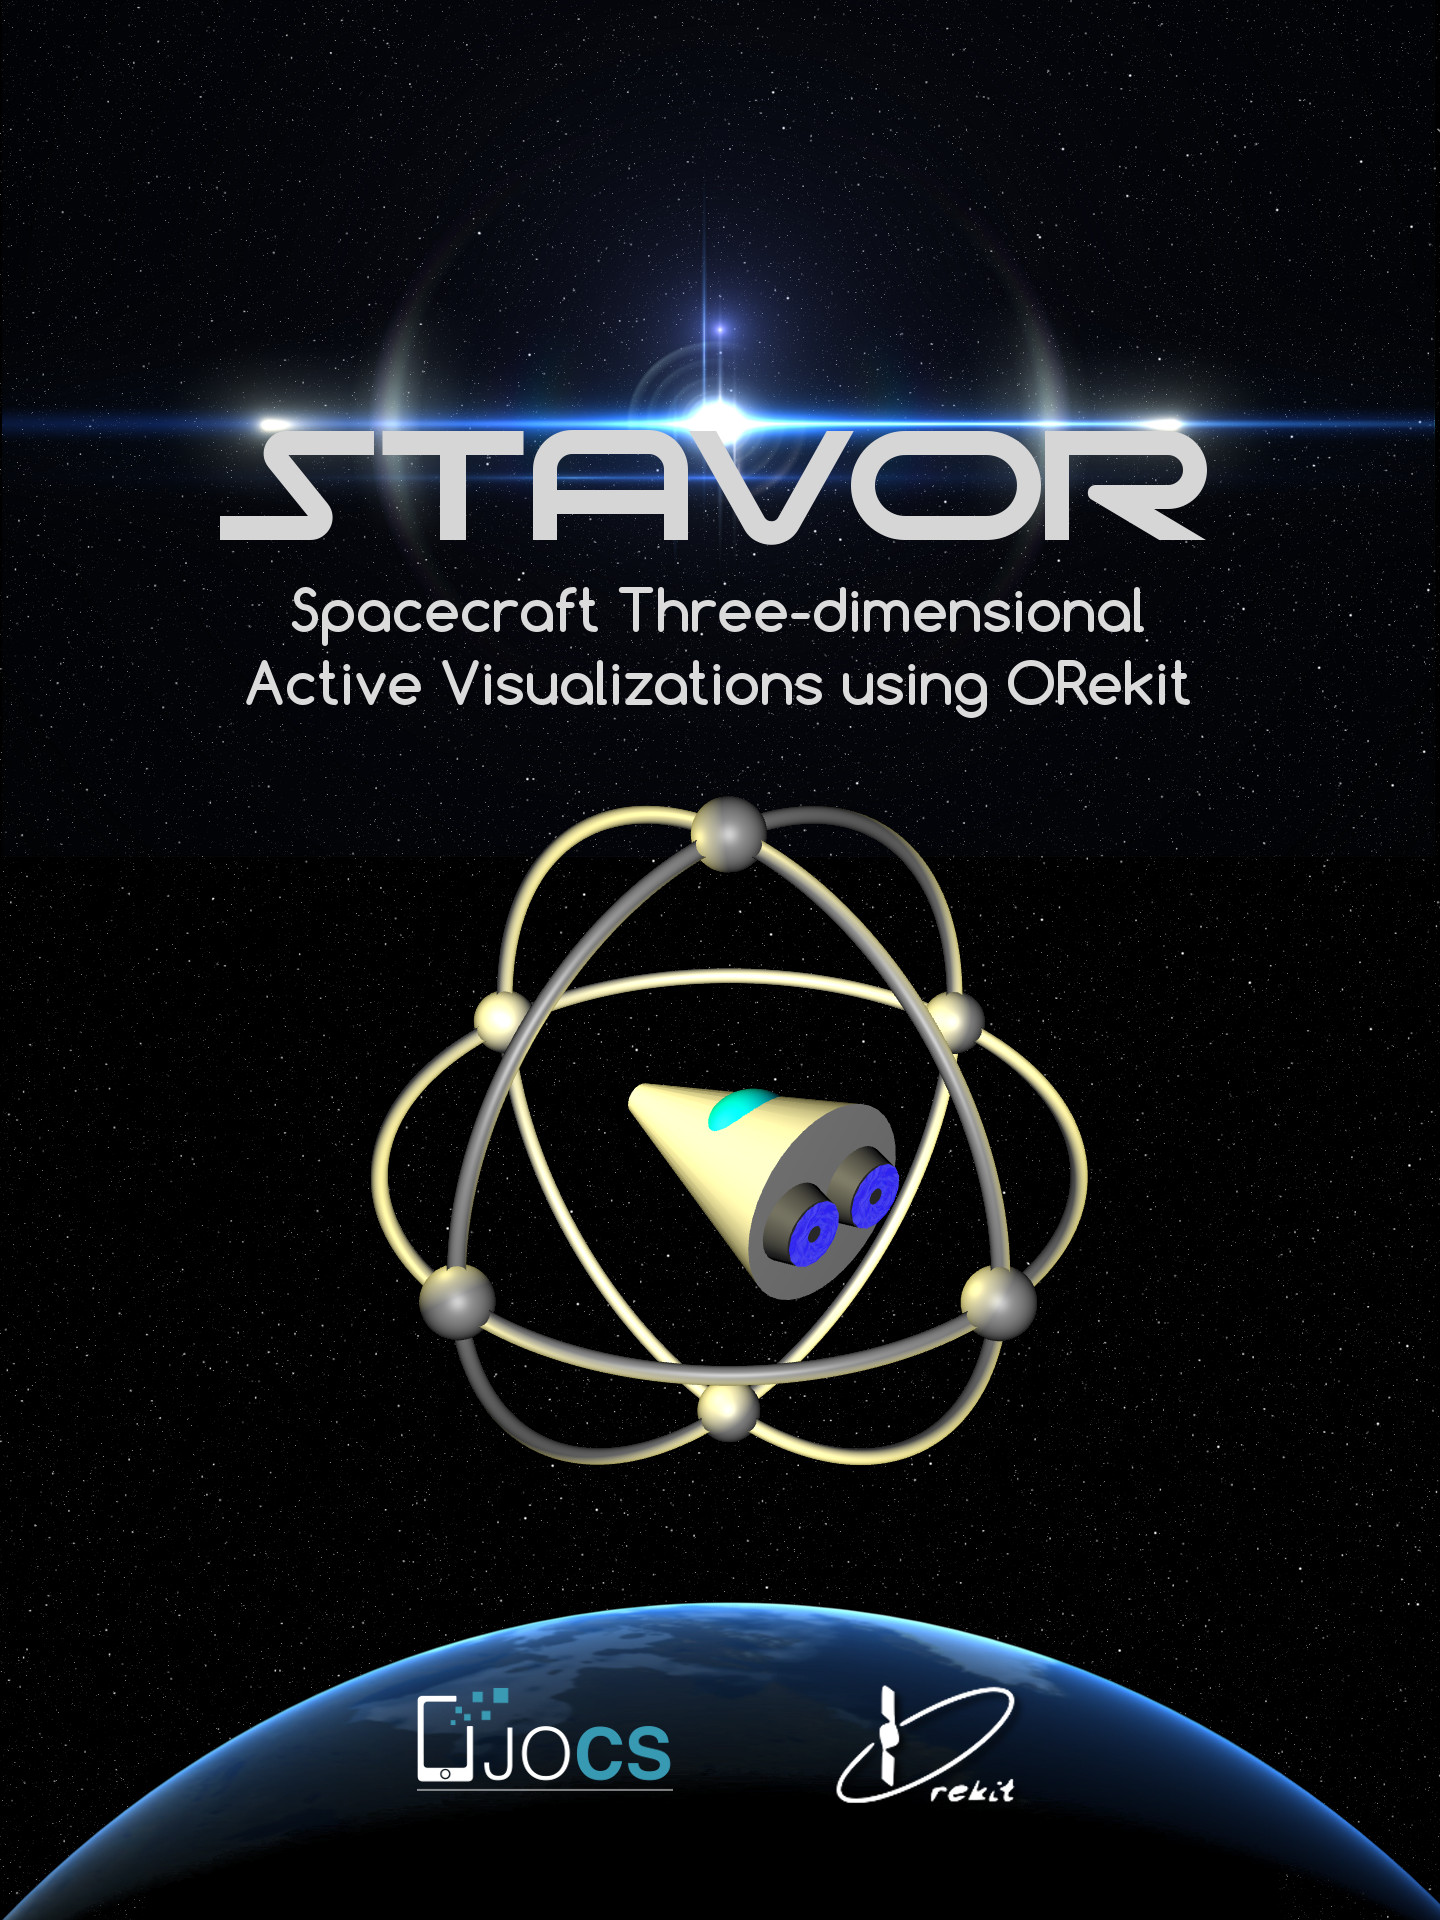 STAVOR
Spacecraft Three-dimensional
Active Visualizations using ORekit
JOCS
rekit